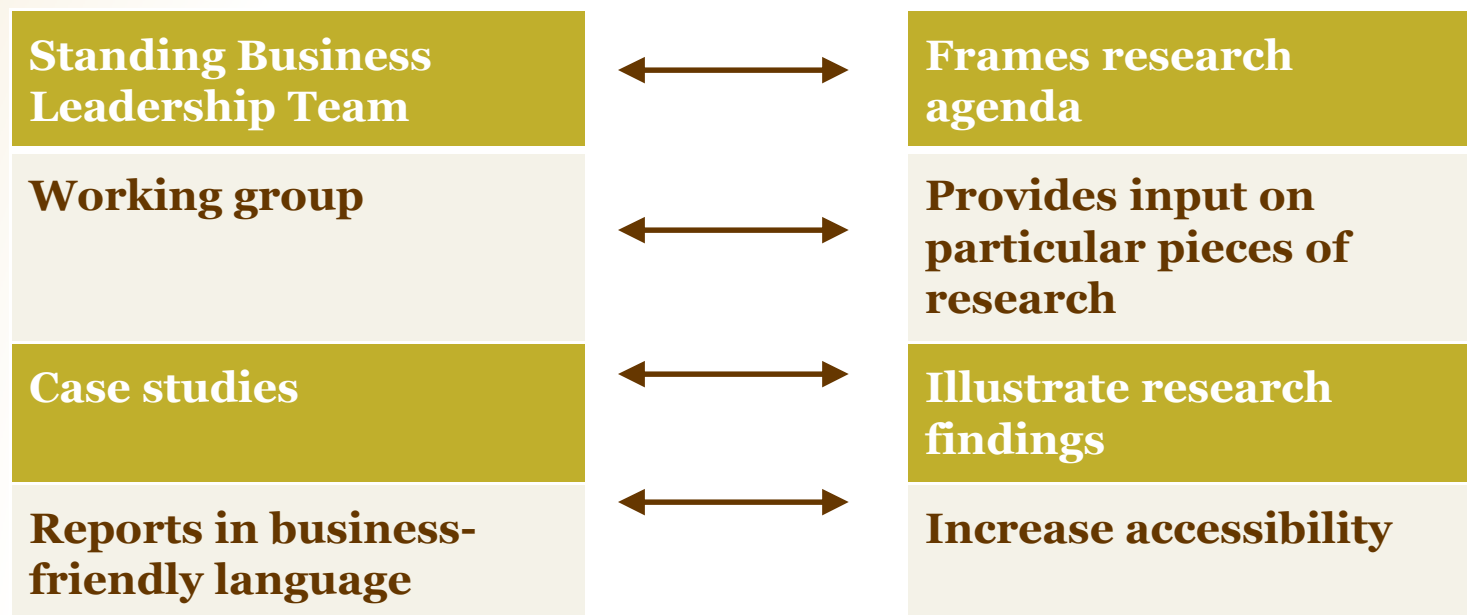 Standing Business
Leadership Team
Frames research
agenda
Working group
Provides input on
particular pieces of
research
Case studies
Illustrate research
findings
Reports in business-
friendly language
Increase accessibility